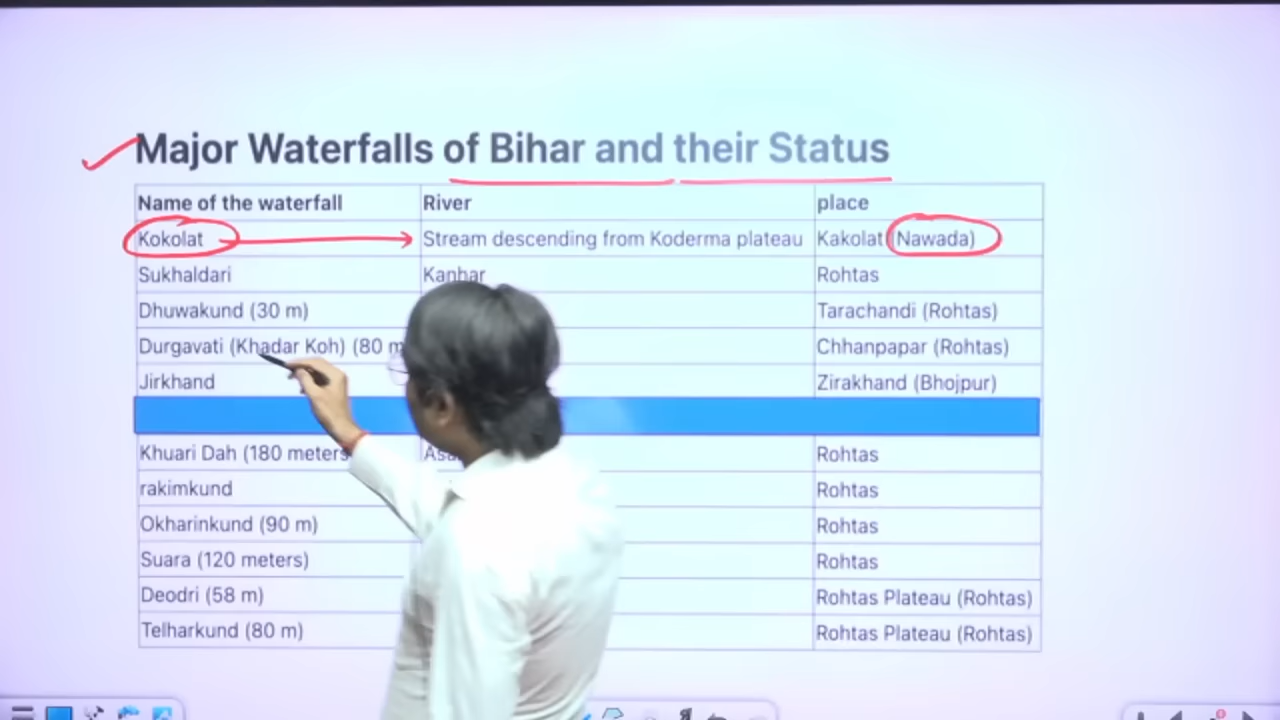 Major Waterfalls of Bihar and their Status
Name of the waterfall River place
Kokolat Stream descending from Koderma plateau Kakolat (Nawada)
Sukhaldari Kanhar Rohtas
Dhuwakund (30 m) Tarachandi (Rohtas)
Durgavati (Khadar Koh) (80 m Chhanpapar (Rohtas)
Jirkhand Zirakhand (Bhojpur)
Khuari Dah (180 meters Rohtas
rakimkund Rohtas
Okharinkund (90 m) Rohtas
Suara (120 meters) Rohtas
Deodri (58 m) Rohtas Plateau (Rohtas)
Telharkund (80 m) Rohtas Plateau (Rohtas)